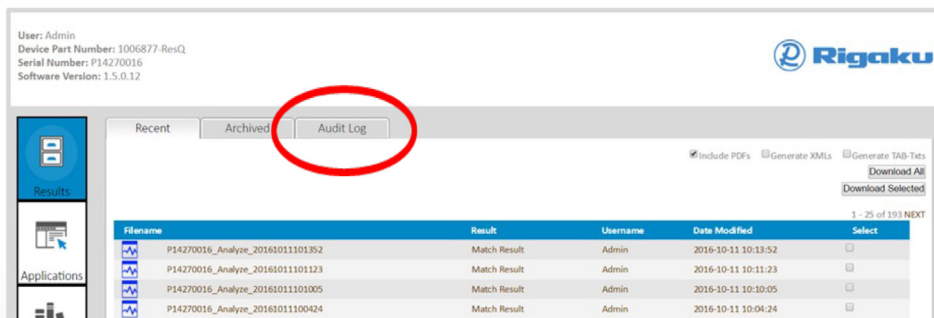 User: Admin
Device Part Number: 1006877-ResQ
Serial Number: P14270016
Software Version: 1.5.0.12
Rigaku
Recent Archived Audit Log
Include PDFs Generate XMLs Generate TAB-Txts
Download All
Download Selected
1 - 25 of 193 NEXT
Results
Applications
Filename Result Username Date Modified Select
P14270016_Analyze_20161011101352 Match Result Admin 2016-10-11 10:13:52
P14270016_Analyze_20161011101123 Match Result Admin 2016-10-11 10:11:23
P14270016_Analyze_20161011101005 Match Result Admin 2016-10-11 10:10:05
P14270016_Analyze_20161011100424 Match Result Admin 2016-10-11 10:04:24